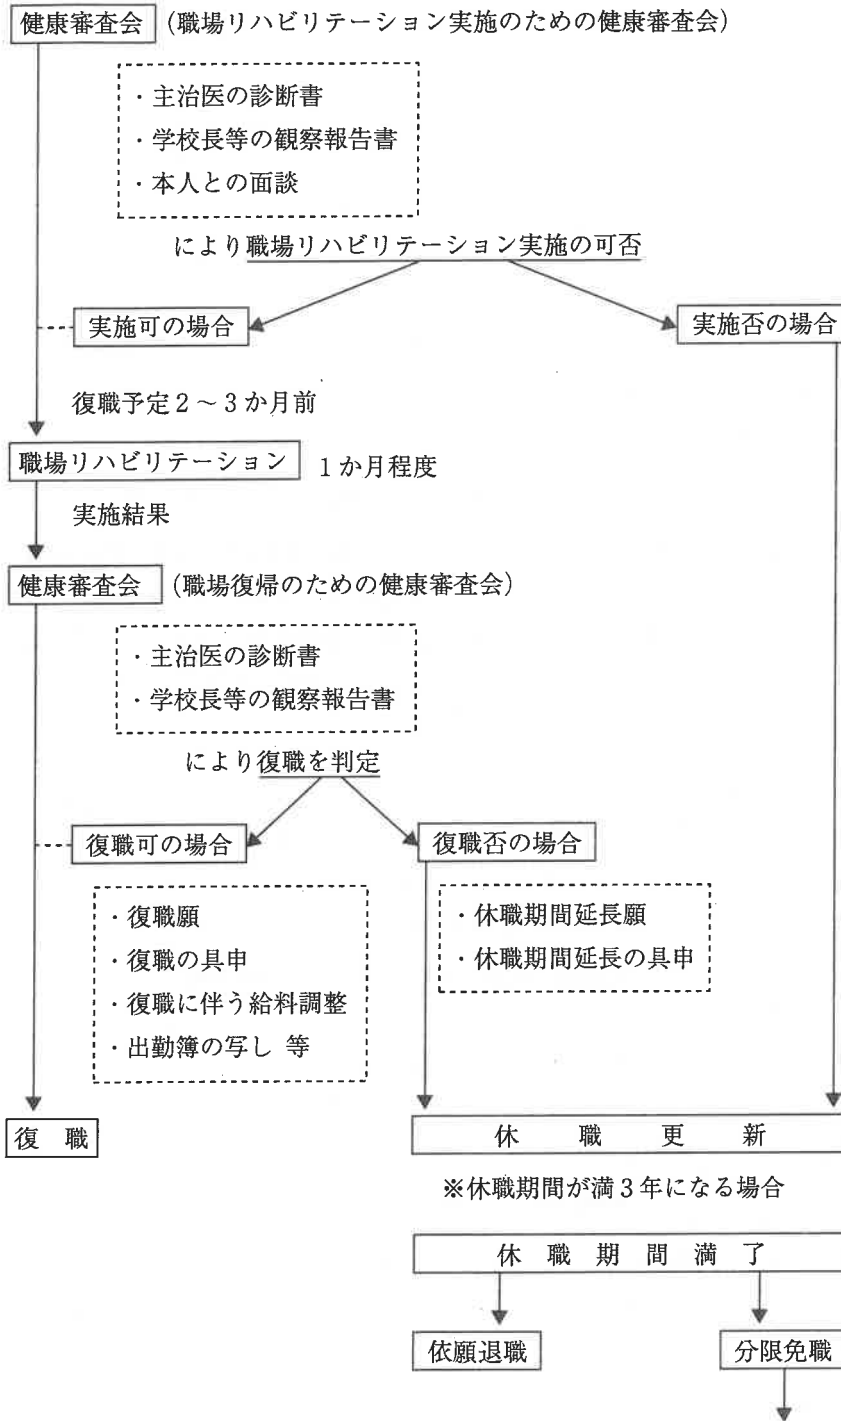 健康審査会 (職場リハビリテーション実施のための健康審査会)
・主治医の診断書
・学校長等の観察報告書
・本人との面談
により職場リハビリテーション実施の可否
実施可の場合 実施否の場合
復職予定2~3か月前
職場リハビリテーション 1か月程度
実施結果
健康審査会 (職場復帰のための健康審査会)
・主治医の診断書
・学校長等の観察報告書
により復職を判定
復職可の場合 復職否の場合
・復職願
・復職の具申
・復職に伴う給料調整
・出勤簿の写し 等
・休職期間延長願
・休職期間延長の具申
復 職 休 職 更 新
※休職期間が満3年になる場合
休 職 期 間 満 了
依願退職 分限免職